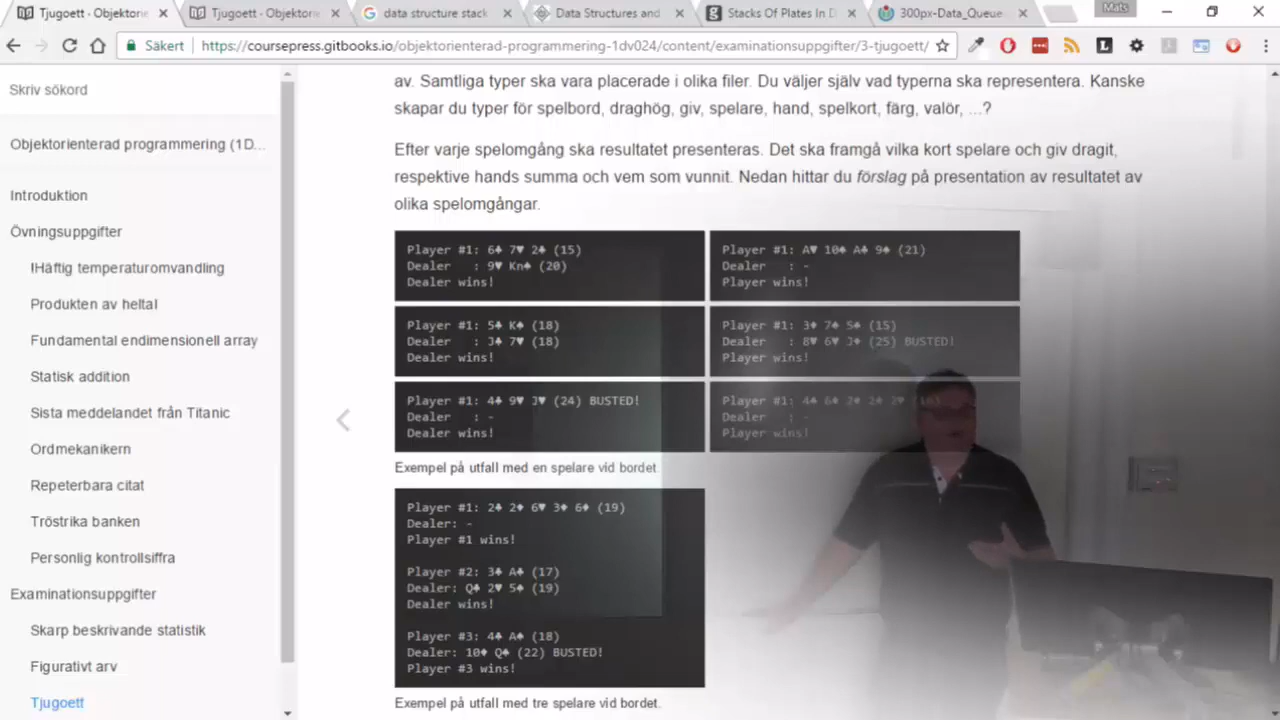 Tjugoett · Objektorie
Tjugoett · Objektorie
data structure stack
Data Structures and
Stacks Of Plates In D
300px-Data_Queue
Mats
Säkert
https://coursepress.gitbooks.io/objektorienterad-programmering-1dv024/content/examinationsuppgifter/3-tjugoett/
Skriv sökord
Objektorienterad programmering (1D...
Introduktion
Övningsuppgifter
!Häftig temperaturomvandling
Produkten av heltal
Fundamental endimensionell array
Statisk addition
Sista meddelandet från Titanic
Ordmekanikern
Repeterbara citat
Tröstrika banken
Personlig kontrollsiffra
Examinationsuppgifter
Skarp beskrivande statistik
Figurativt arv
Tjugoett
av. Samtliga typer ska vara placerade i olika filer. Du väljer själv vad typerna ska representera. Kanske
skapar du typer för spelbord, draghög, giv, spelare, hand, spelkort, färg, valör, ...?
Efter varje spelomgång ska resultatet presenteras. Det ska framgå vilka kort spelare och giv dragit,
respektive hands summa och vem som vunnit. Nedan hittar du förslag på presentation av resultatet av
olika spelomgångar.
Player #1: 6♣ 7♥ 2♣ (15)
Dealer : 9♥ Kn♠ (20)
Dealer wins!
Player #1: A♥ 10♠ A♣ 9♠ (21)
Dealer : -
Player wins!
Player #1: 5♣ K♠ (18)
Dealer : J♣ 7♥ (18)
Dealer wins!
Player #1: 3♦ 7♠ 5♠ (15)
Dealer : 8♥ 6♥ J♦ (25) BUSTED!
Player wins!
Player #1: 4♣ 9♥ J♥ (24) BUSTED!
Dealer : -
Dealer wins!
Player #1: 4♣ 6♦ 2♦ 2♣ 2♥
Dealer : -
Player wins!
Exempel på utfall med en spelare vid bordet.
Player #1: 2♣ 2♦ 6♥ 3♦ 6♦ (19)
Dealer: -
Player #1 wins!
Player #2: 3♣ A♣ (17)
Dealer: Q♣ 2♥ 5♠ (19)
Dealer wins!
Player #3: 4♣ A♠ (18)
Dealer: 10♦ Q♠ (22) BUSTED!
Player #3 wins!
Exempel på utfall med tre spelare vid bordet.